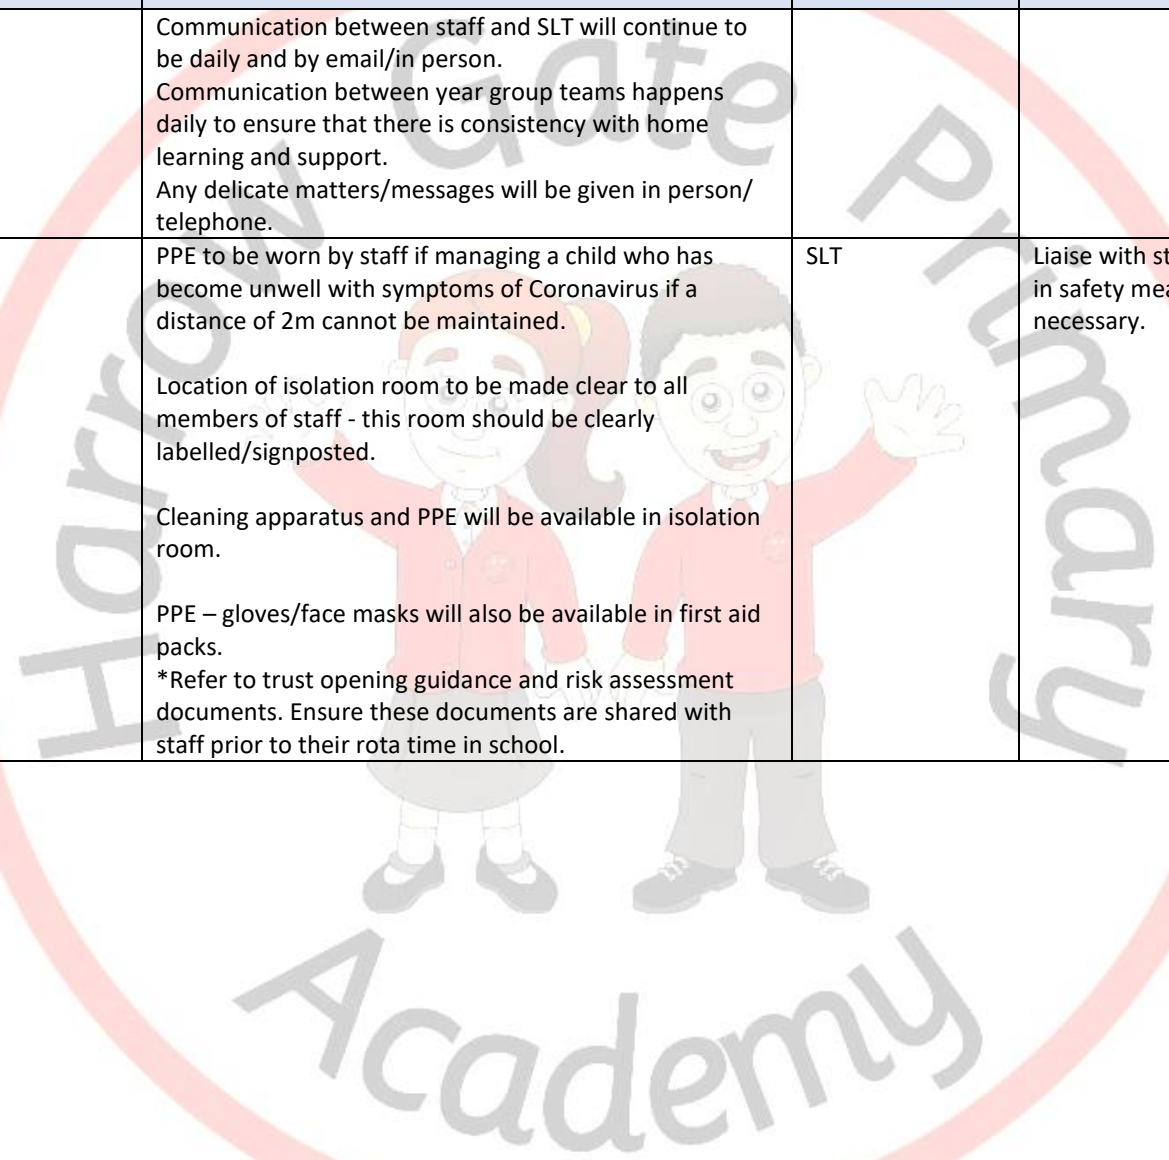 Communication between staff and SLT will continue to
be daily and by email/in person.
Communication between year group teams happens
daily to ensure that there is consistency with home
learning and support.
Any delicate matters/messages will be given in person/
telephone.
PPE to be worn by staff if managing a child who has
become unwell with symptoms of Coronavirus if a
distance of 2m cannot be maintained.
Location of isolation room to be made clear to all
members of staff - this room should be clearly
labelled/signposted.
Cleaning apparatus and PPE will be available in isolation
room.
PPE – gloves/face masks will also be available in first aid
packs.
*Refer to trust opening guidance and risk assessment
documents. Ensure these documents are shared with
staff prior to their rota time in school.
SLT
Liaise with
in safety
necessary.
Harrow Gate Primary
Academy